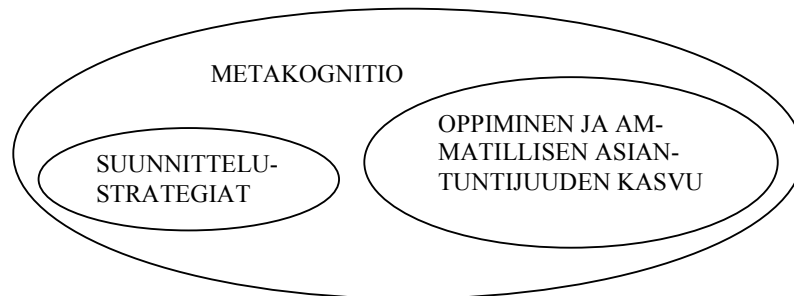 METAKOGNITIO
SUUNNITTELU-
STRATEGIAT
OPPIMINEN JA AM-
MATILLISEN ASIAN-
TUNTIJUUDEN KASVU